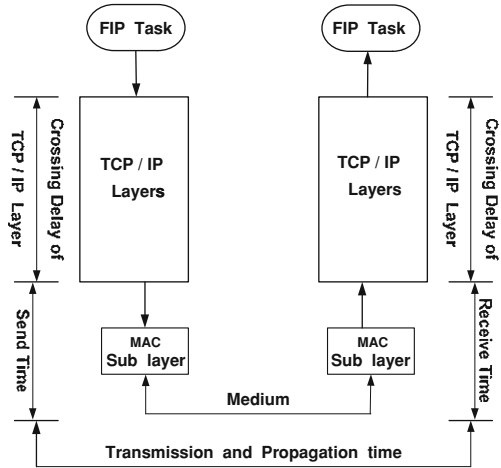 FIP Task
FIP Task
Crossing Delay of
TCP / IP Layer
TCP / IP
Layers
TCP / IP
Layers
Crossing Delay of
TCP / IP Layer
Send Time
MAC
Sub layer
MAC
Sub layer
Receive Time
Medium
Transmission and Propagation time